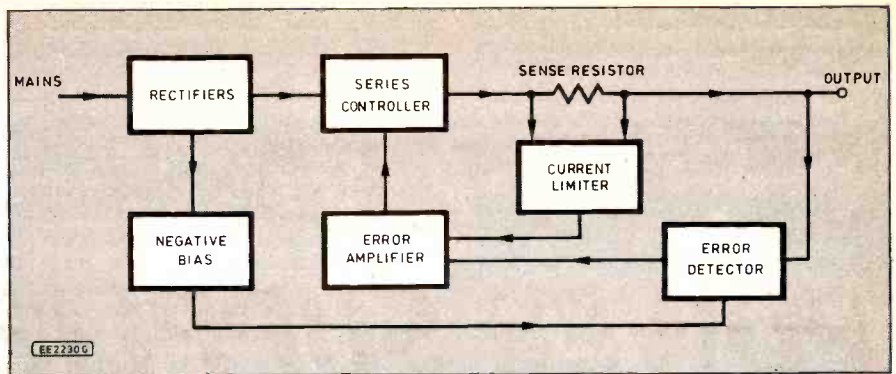 MAINS
RECTIFIERS
SERIES
CONTROLLER
SENSE RESISTOR
OUTPUT
CURRENT
LIMITER
NEGATIVE
BIAS
ERROR
AMPLIFIER
ERROR
DETECTOR
EE2230G